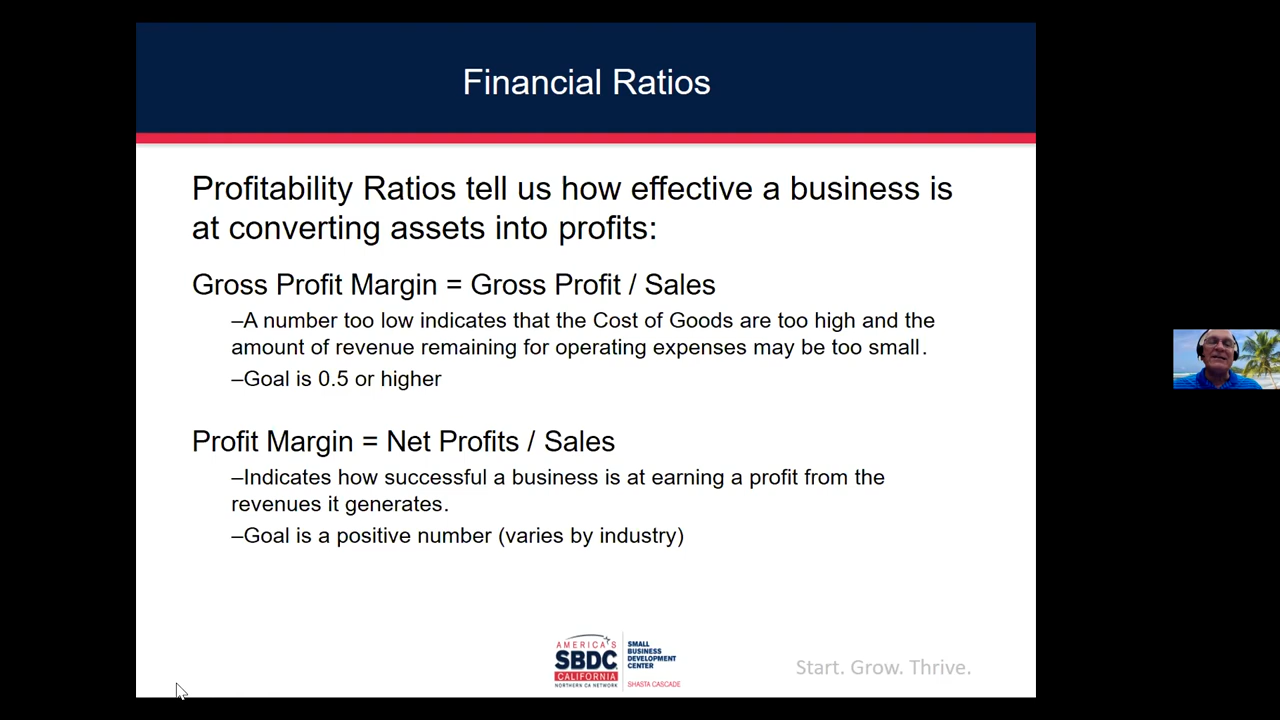 Financial Ratios
Profitability Ratios tell us how effective a business is
at converting assets into profits:
Gross Profit Margin = Gross Profit / Sales
–A number too low indicates that the Cost of Goods are too high and the
amount of revenue remaining for operating expenses may be too small.
–Goal is 0.5 or higher
Profit Margin = Net Profits / Sales
–Indicates how successful a business is at earning a profit from the
revenues it generates.
–Goal is a positive number (varies by industry)
AMERICA'S
SBDC
CALIFORNIA
NORTHERN CA NETWORK
SMALL
BUSINESS
DEVELOPMENT
CENTER
SHASTA CASCADE
Start. Grow. Thrive.